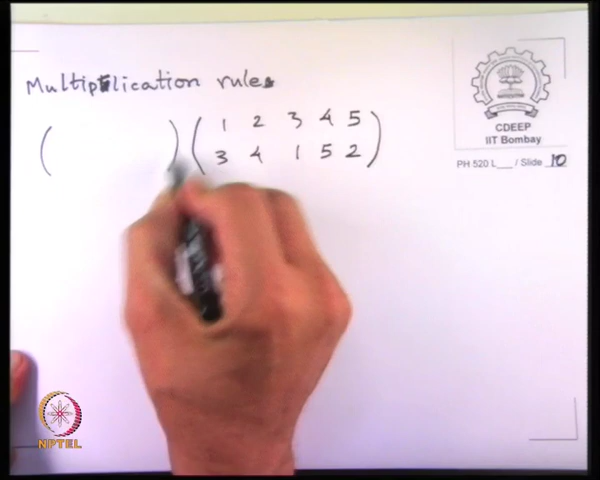 Multiplication rules
( ) ( 1 2 3 4 5
3 4 1 5 2 )
CDEEP
IIT Bombay
PH 520 L___ / Slide 10
NPTEL